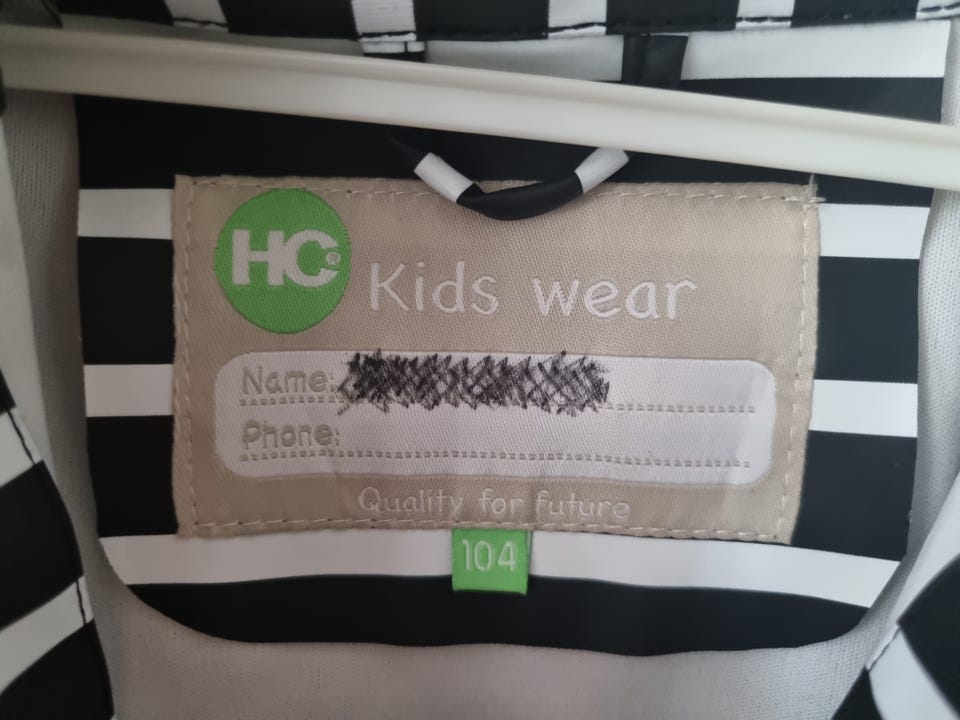 HC
Kids wear
Name:
Phone:
Quality for future
104